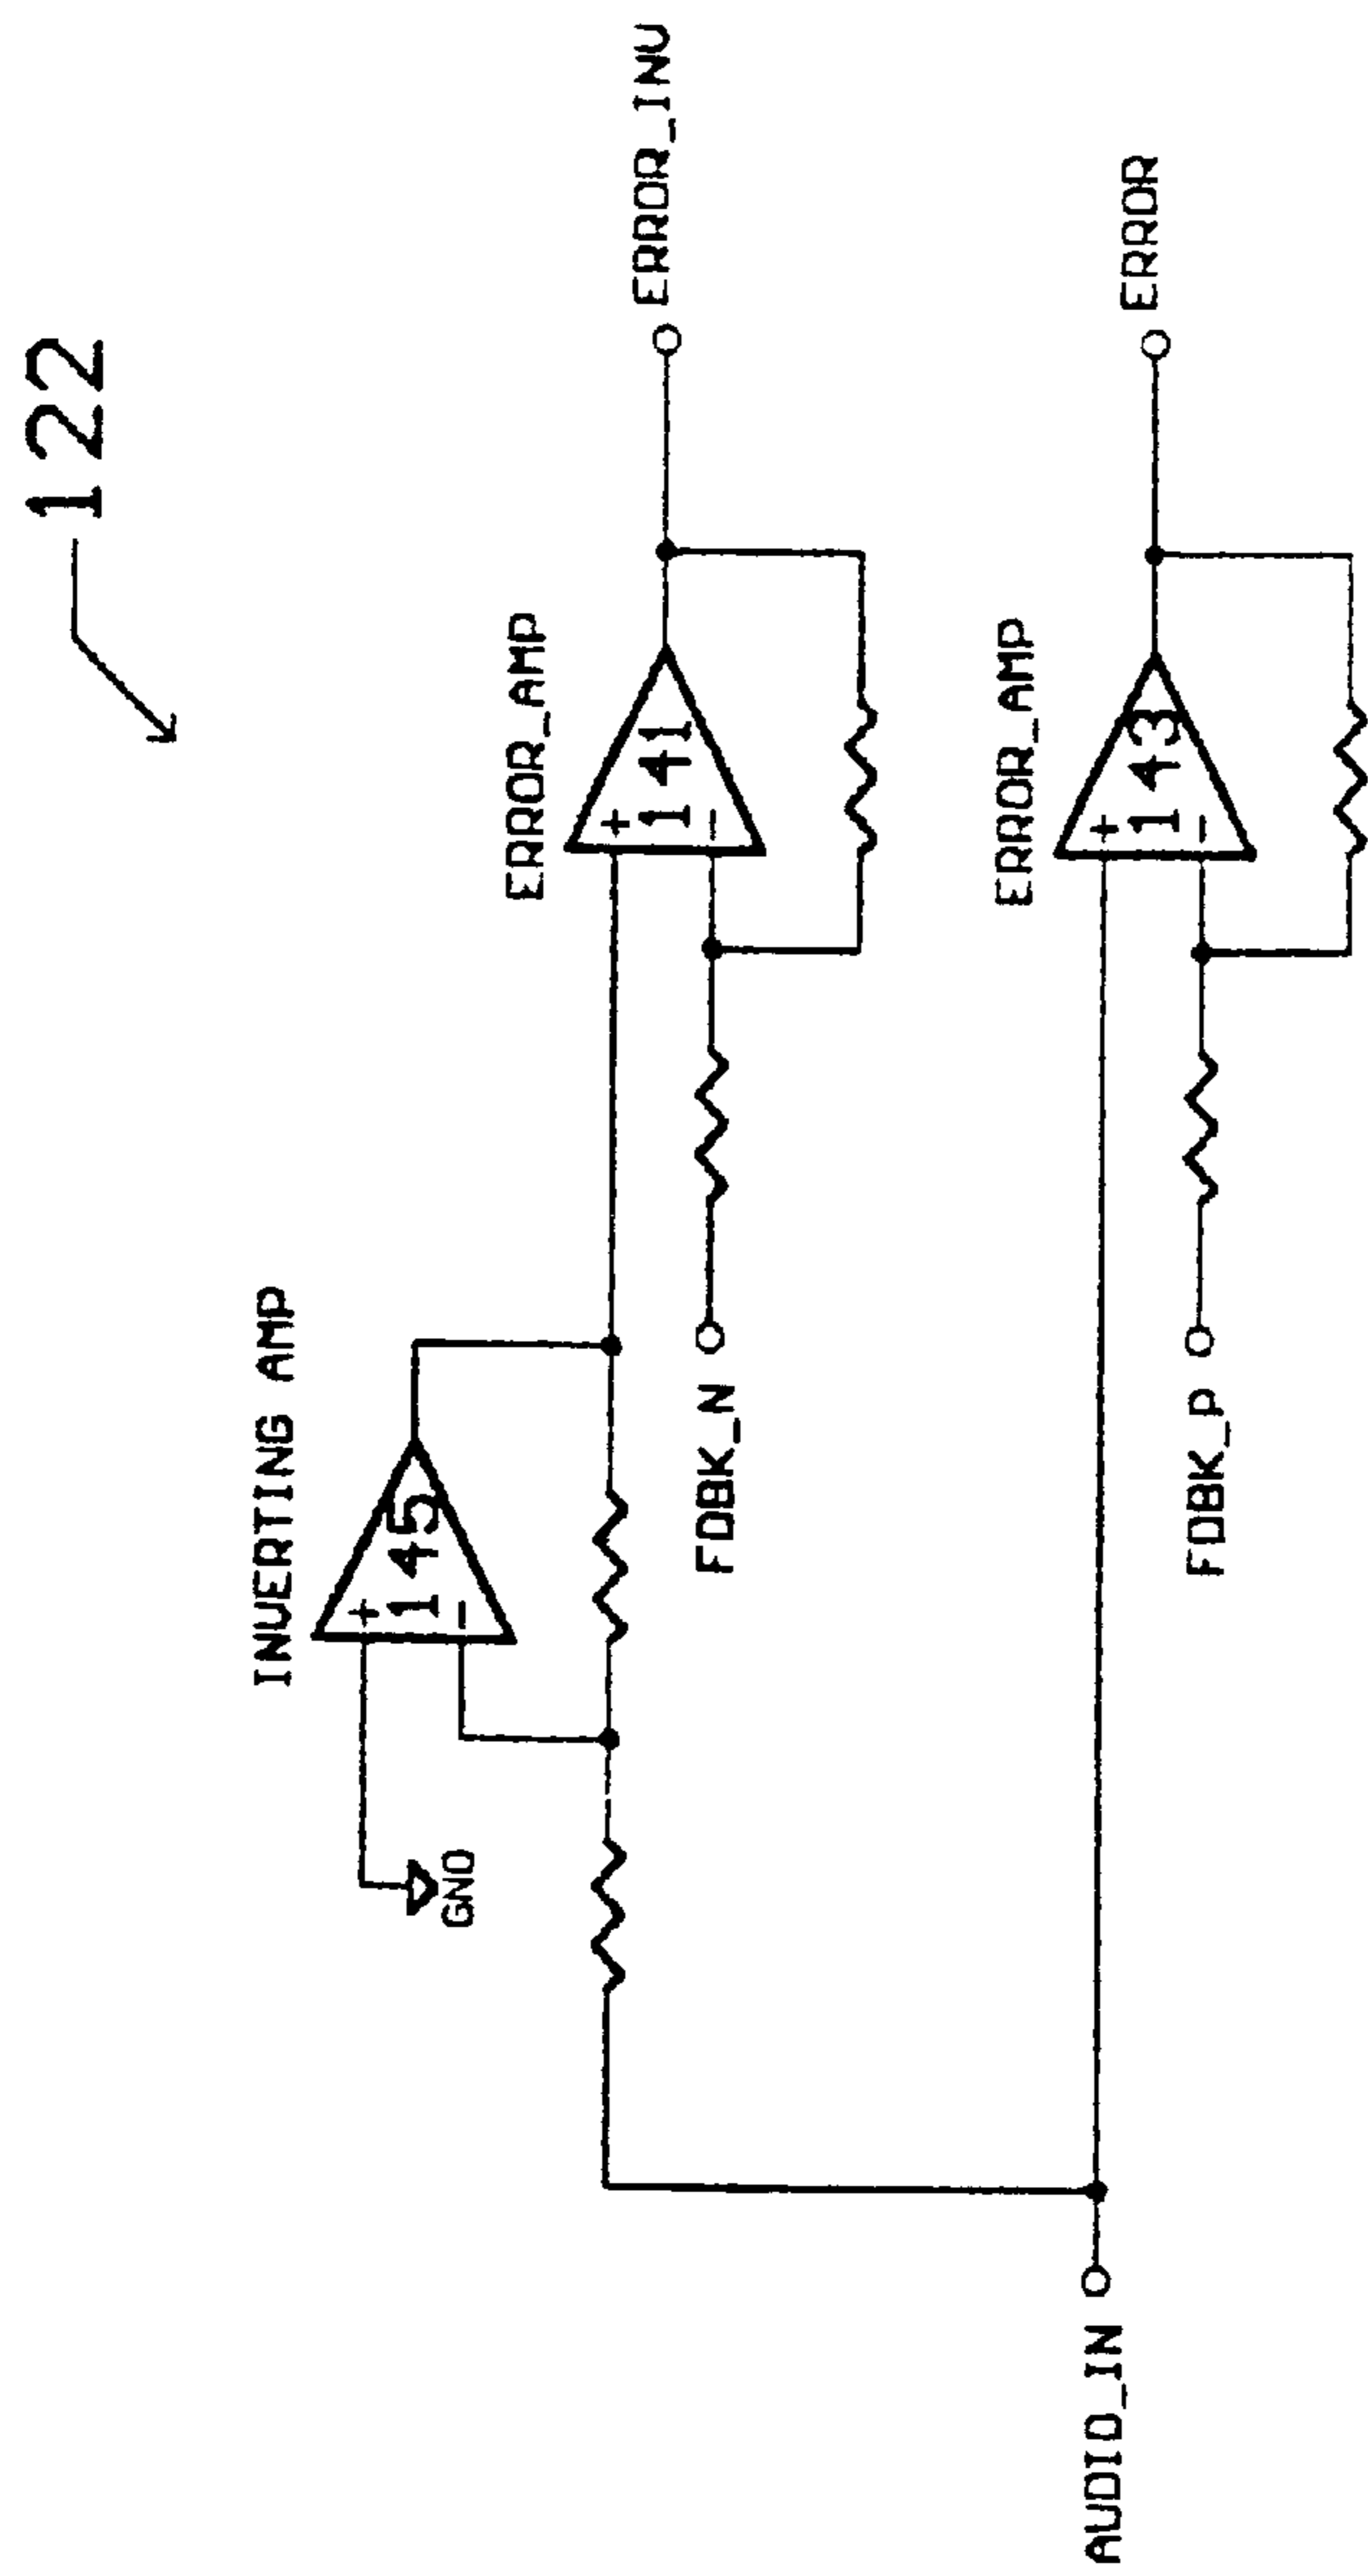 122
INVERTING AMP
+
145
-
GND
ERROR_AMP
+
141
-
ERROR_INV
FDBK_N
ERROR_AMP
+
143
-
ERROR
FDBK_P
AUDIO_IN